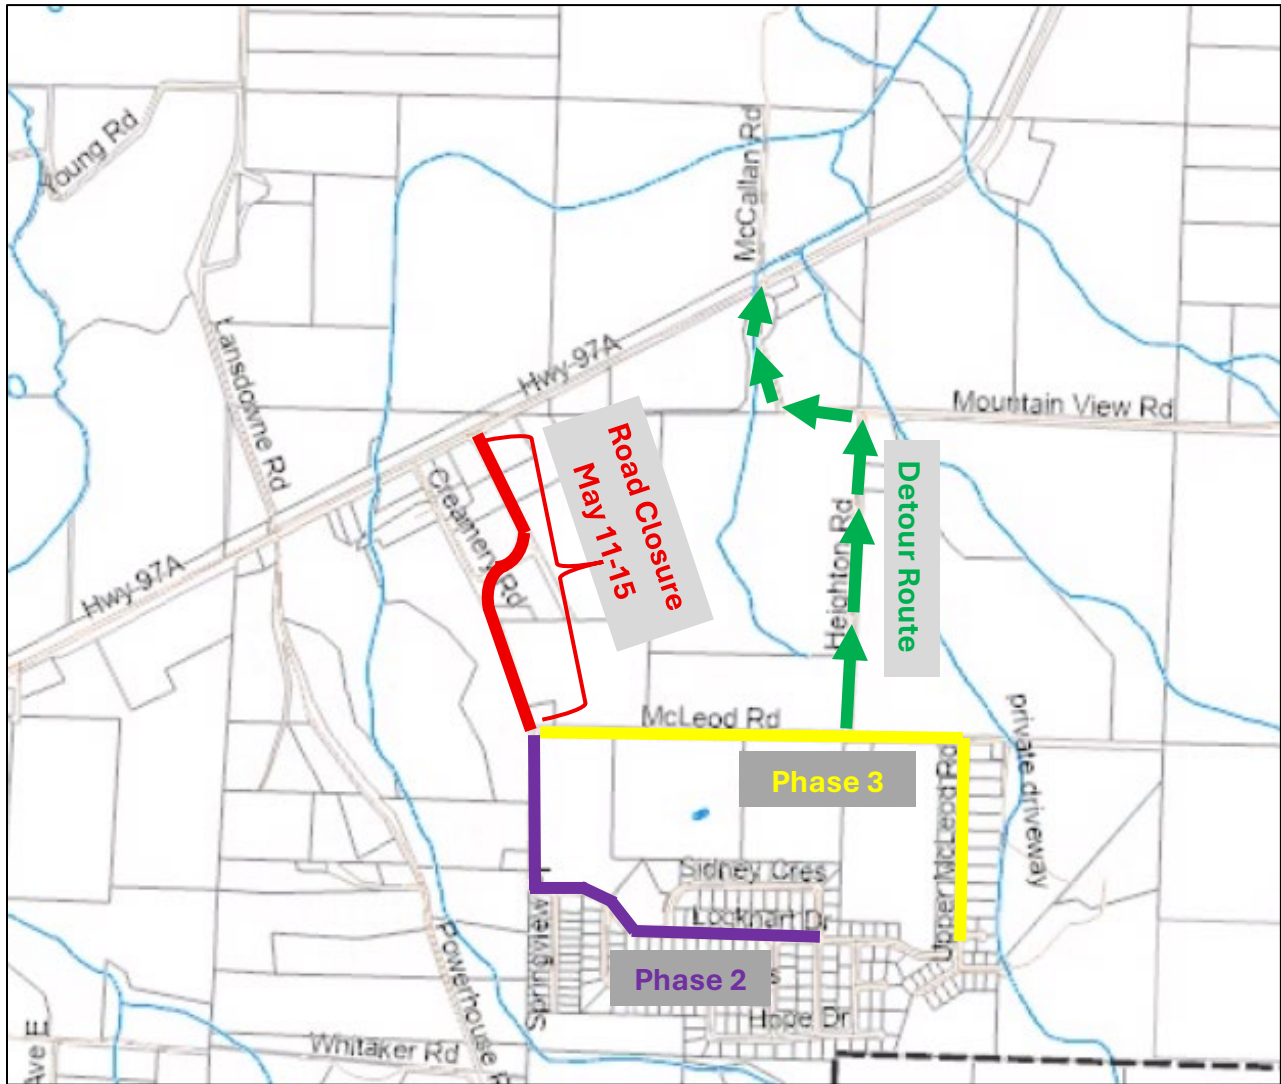 Young Rd
McCallan Rd
Lansdowne Rd
Hwy-97A
Mountain View Rd
Road Closure
May 11-15
Creamery Rd
Detour Route
Heighton Rd
Hwy-97A
McLeod Rd
private driveway
Phase 3
Upper McLeod Rd
Sidney Cres
Lockhart Dr
Springview
Powerhouse R
Phase 2
s
Hope Dr
Whitaker Rd
Ave E